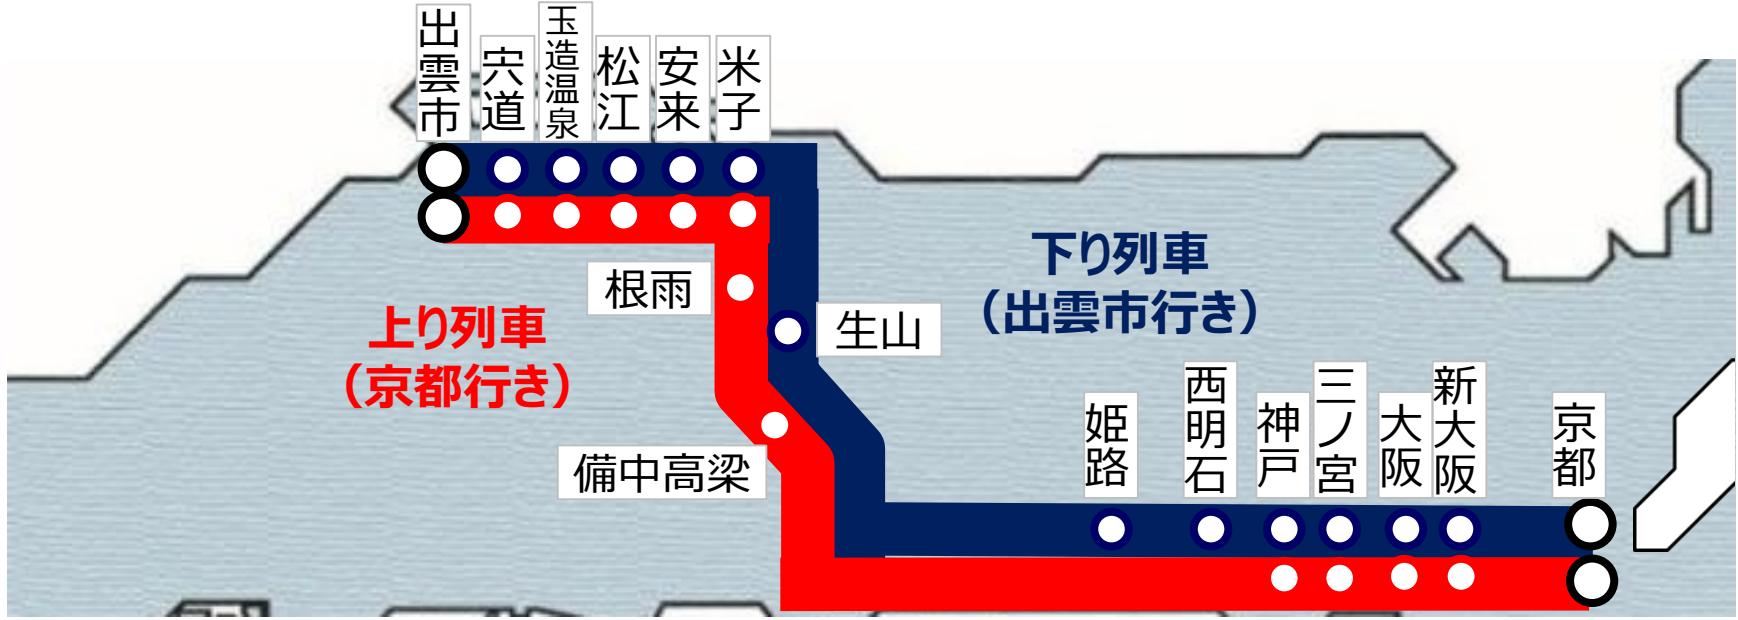 出雲市
宍道
玉造温泉
松江
安来
米子
根雨
生山
下り列車
（出雲市行き）
上り列車
（京都行き）
備中高梁
姫路
西明石
神戸
三ノ宮
大阪
新大阪
京都